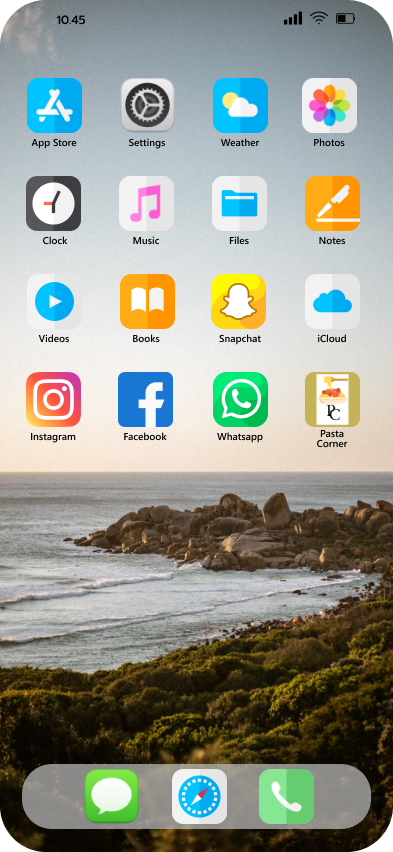 10.45
App Store
Settings
Weather
Photos
Clock
Music
Files
Notes
Videos
Books
Snapchat
iCloud
PC
Instagram
Facebook
Whatsapp
Pasta
Corner